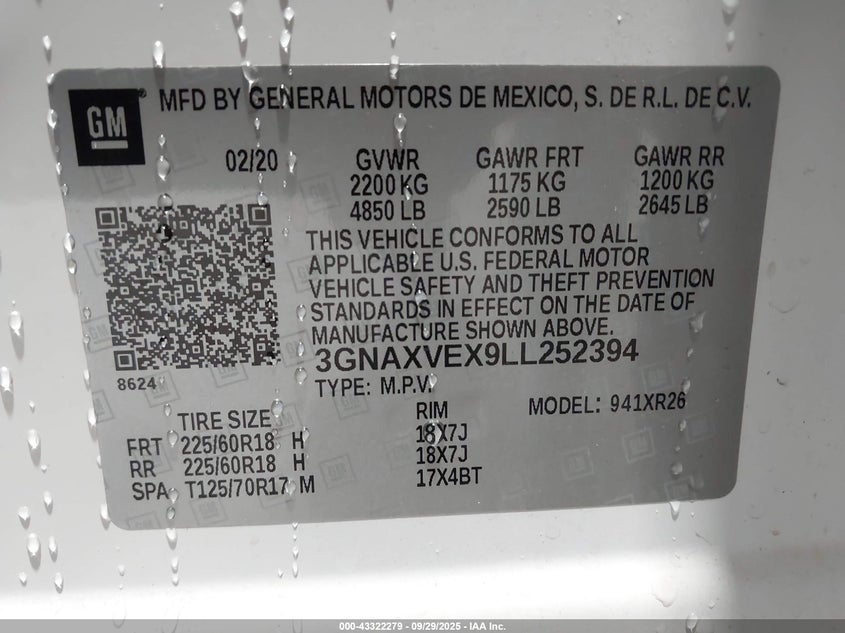 GM
® MFD BY GENERAL MOTORS DE MEXICO, S. DE R.L. DE C.V.
02/20 GVWR GAWR FRT GAWR RR
2200 KG 1175 KG 1200 KG
4850 LB 2590 LB 2645 LB
THIS VEHICLE CONFORMS TO ALL
APPLICABLE U.S. FEDERAL MOTOR
VEHICLE SAFETY AND THEFT PREVENTION
STANDARDS IN EFFECT ON THE DATE OF
MANUFACTURE SHOWN ABOVE.
3GNAXVEX9LL252394
8624 TYPE: M.P.V.
TIRE SIZE RIM MODEL: 941XR26
FRT 225/60R18 H 18X7J
RR 225/60R18 H 18X7J
SPA T125/70R17 M 17X4BT
000-43322279 - 09/29/2025 - IAA Inc.